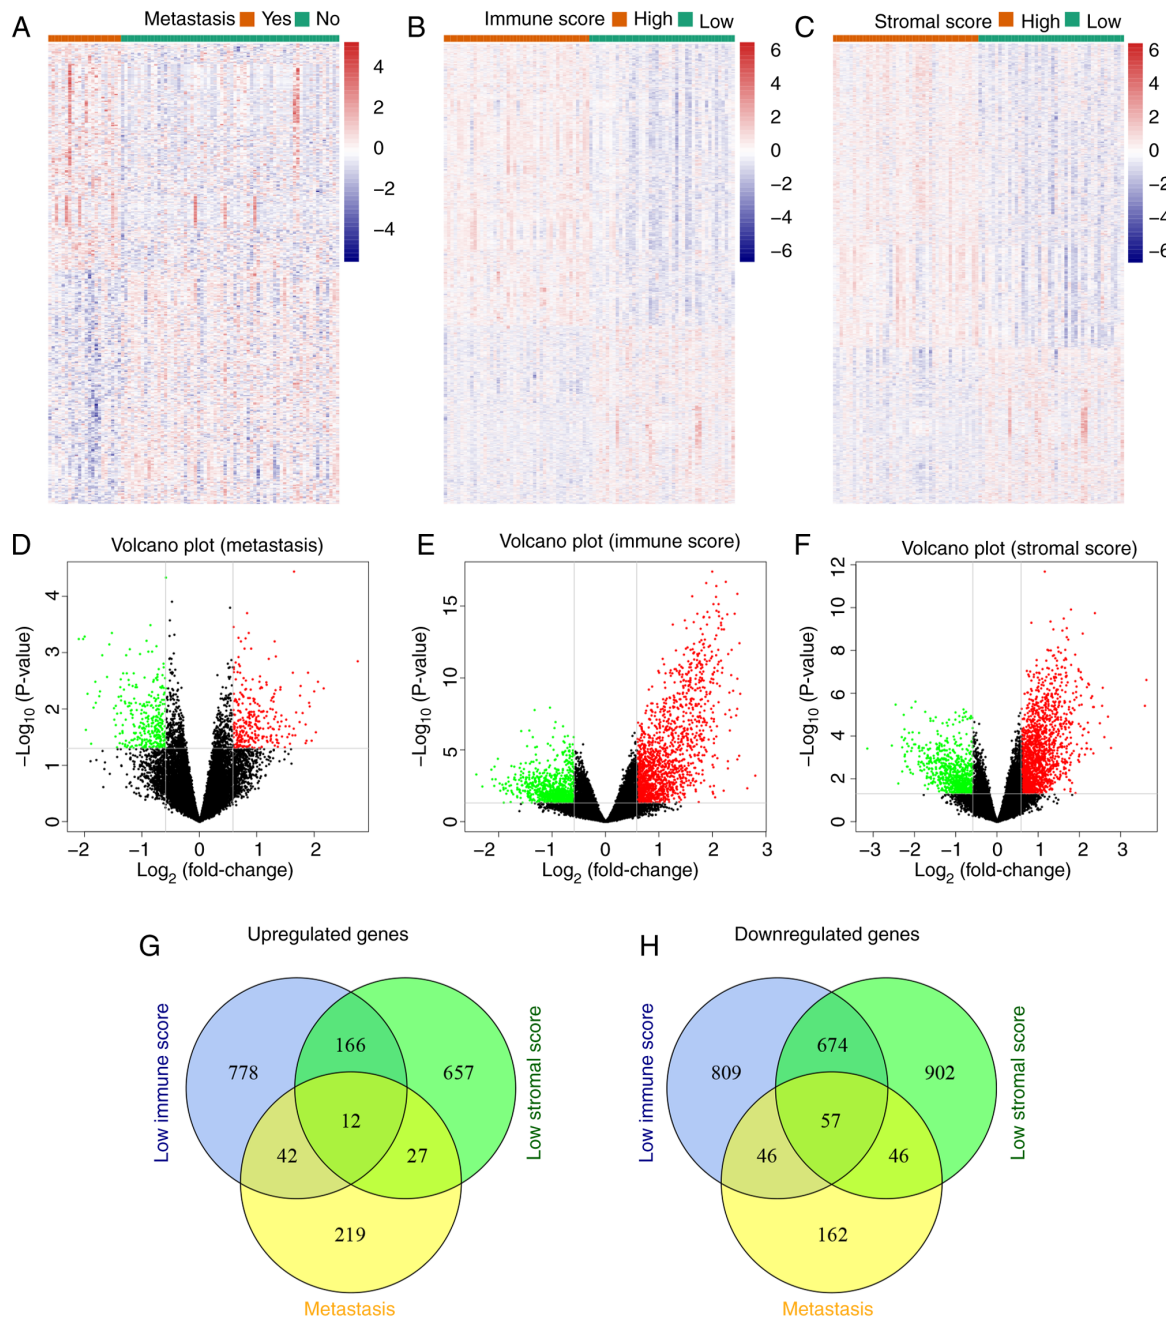 A
Metastasis Yes No
4
2
0
−2
−4
B
Immune score High Low
6
4
2
0
−2
−4
−6
C
Stromal score High Low
6
4
2
0
−2
−4
−6
D
Volcano plot (metastasis)
−Log10 (P-value)
4
3
2
1
0
−2 −1 0 1 2
Log2 (fold-change)
E
Volcano plot (immune score)
−Log10 (P-value)
15
10
5
0
−2 −1 0 1 2 3
Log2 (fold-change)
F
Volcano plot (stromal score)
−Log10 (P-value)
12
10
8
6
4
2
0
−3 −2 −1 0 1 2 3
Log2 (fold-change)
G
Upregulated genes
Low immune score
Low stromal score
166
778
657
12
42
27
219
Metastasis
H
Downregulated genes
Low immune score
Low stromal score
674
809
902
57
46
46
162
Metastasis